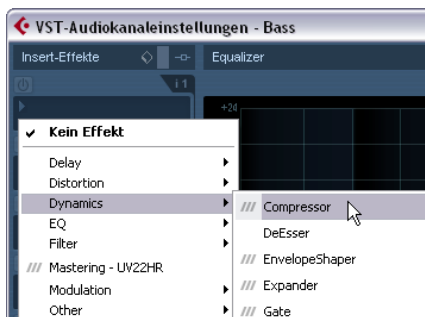 VST-Audiokanaleinstellungen - Bass
Insert-Effekte Equalizer
i 1
+24
Kein Effekt
Delay
Distortion
Dynamics
EQ
Filter
Mastering - UV22HR
Modulation
Other
Compressor
DeEsser
EnvelopeShaper
Expander
Gate